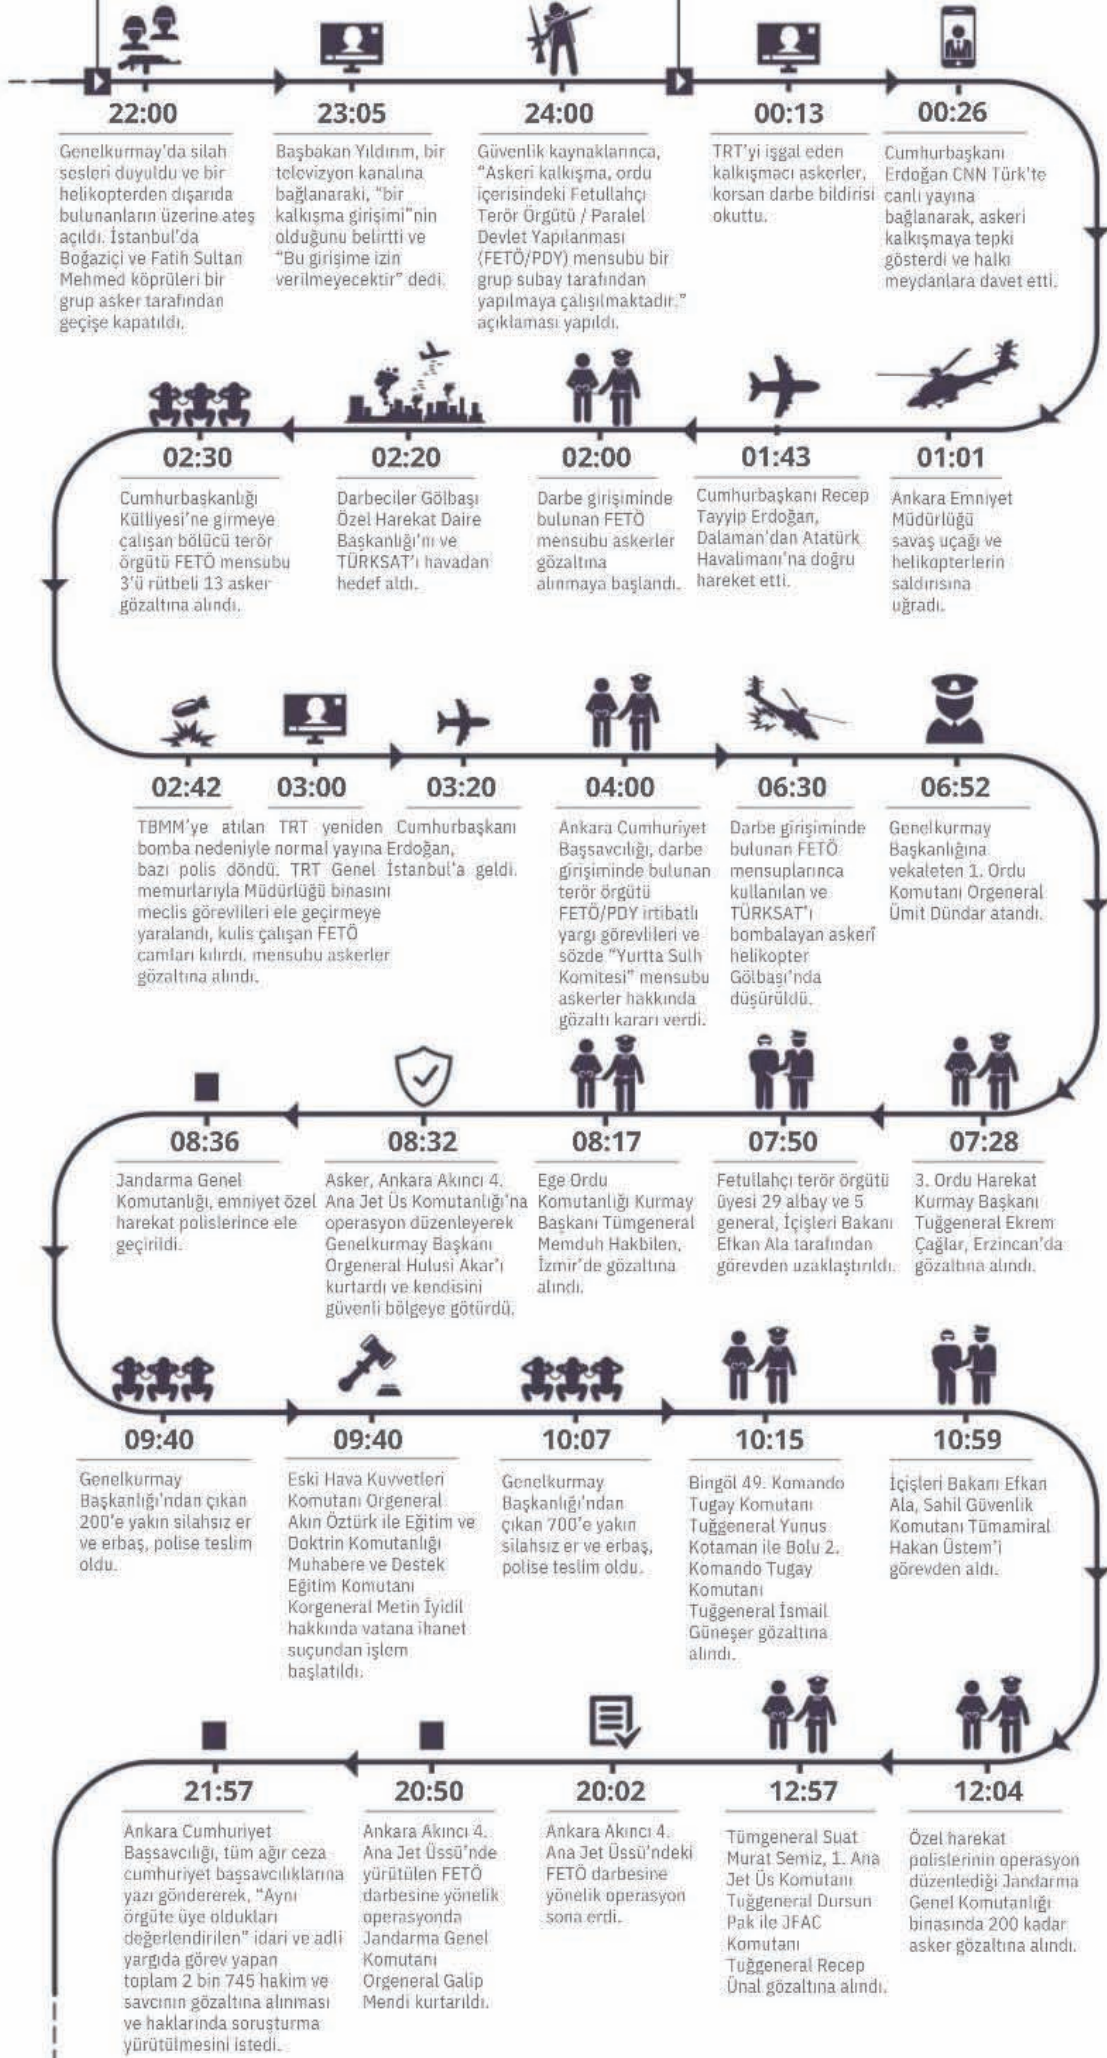 22:00
Genelkurmay'da silah
sesleri duyuldu ve bir
helikopterden dışarıda
bulunanların üzerine ateş
açıldı. İstanbul'da
Boğaziçi ve Fatih Sultan
Mehmed köprüleri bir
grup asker tarafından
geçişe kapatıldı.
23:05
Başbakan Yıldırım, bir
televizyon kanalına
bağlanaraki, "bir
kalkışma girişimi"nin
olduğunu belirtti ve
"Bu girişime izin
verilmeyecektir" dedi.
24:00
Güvenlik kaynaklarınca,
"Askeri kalkışma, ordu
içerisindeki Fetullahçı
Terör Örgütü / Paralel
Devlet Yapılanması
(FETÖ/PDY) mensubu bir
grup subay tarafından
yapılmaya çalışılmaktadır."
açıklaması yapıldı.
00:13
TRT'yi işgal eden
kalkışmacı askerler,
korsan darbe bildirisi
okuttu.
00:26
Cumhurbaşkanı
Erdoğan CNN Türk'te
canlı yayına
bağlanarak, askeri
kalkışmaya tepki
gösterdi ve halkı
meydanlara davet etti.
01:01
Ankara Emniyet
Müdürlüğü
savaş uçağı ve
helikopterlerin
saldırısına
uğradı.
01:43
Cumhurbaşkanı Recep
Tayyip Erdoğan,
Dalaman'dan Atatürk
Havalimanı'na doğru
hareket etti.
02:00
Darbe girişiminde
bulunan FETÖ
mensubu askerler
gözaltına
alınmaya başlandı.
02:20
Darbeciler Gölbaşı
Özel Harekat Daire
Başkanlığı'nı ve
TÜRKSAT'ı havadan
hedef aldı.
02:30
Cumhurbaşkanlığı
Külliyesi'ne girmeye
çalışan bölücü terör
örgütü FETÖ mensubu
3'ü rütbeli 13 asker
gözaltına alındı.
02:42
TBMM'ye atılan
bomba nedeniyle
bazı polis
memurlarıyla
meclis görevlileri
yaralandı, kulis
camları kılırdı.
03:00
TRT yeniden
normal yayına
döndü. TRT Genel
Müdürlüğü binasını
ele geçirmeye
çalışan FETÖ
mensubu askerler
gözaltına alındı.
03:20
Cumhurbaşkanı
Erdoğan,
İstanbul'a geldi.
04:00
Ankara Cumhuriyet
Başsavcılığı, darbe
girişiminde bulunan
terör örgütü
FETÖ/PDY irtibatlı
yargı görevlileri ve
sözde "Yurtta Sulh
Komitesi" mensubu
askerler hakkında
gözaltı kararı verdi.
06:30
Darbe girişiminde
bulunan FETÖ
mensuplarınca
kullanılan ve
TÜRKSAT'ı
bombalayan askerî
helikopter
Gölbaşı'nda
düşürüldü.
06:52
Genelkurmay
Başkanlığına
vekaleten 1. Ordu
Komutanı Orgeneral
Ümit Dündar atandı.
07:28
3. Ordu Harekat
Kurmay Başkanı
Tuğgeneral Ekrem
Çağlar, Erzincan'da
gözaltına alındı.
07:50
Fetullahçı terör örgütü
üyesi 29 albay ve 5
general, İçişleri Bakanı
Efkan Ala tarafından
görevden uzaklaştırıldı.
08:17
Ege Ordu
Komutanlığı Kurmay
Başkanı Tümgeneral
Memduh Hakbilen,
İzmir'de gözaltına
alındı.
08:32
Asker, Ankara Akıncı 4.
Ana Jet Üs Komutanlığı'na
operasyon düzenleyerek
Genelkurmay Başkanı
Orgeneral Hulusi Akar'ı
kurtardı ve kendisini
güvenli bölgeye götürdü.
08:36
Jandarma Genel
Komutanlığı, emniyet özel
harekat polislerince ele
geçirildi.
09:40
Genelkurmay
Başkanlığı'ndan çıkan
200'e yakın silahsız er
ve erbaş, polise teslim
oldu.
09:40
Eski Hava Kuvvetleri
Komutanı Orgeneral
Akın Öztürk ile Eğitim ve
Doktrin Komutanlığı
Muhabere ve Destek
Eğitim Komutanı
Korgeneral Metin İyidil
hakkında vatana ihanet
suçundan işlem
başlatıldı.
10:07
Genelkurmay
Başkanlığı'ndan
çıkan 700'e yakın
silahsız er ve erbaş,
polise teslim oldu.
10:15
Bingöl 49. Komando
Tugay Komutanı
Tuğgeneral Yunus
Kotaman ile Bolu 2.
Komando Tugay
Komutanı
Tuğgeneral İsmail
Güneşer gözaltına
alındı.
10:59
İçişleri Bakanı Efkan
Ala, Sahil Güvenlik
Komutanı Tümamiral
Hakan Üstem'i
görevden aldı.
12:04
Özel harekat
polislerinin operasyon
düzenlediği Jandarma
Genel Komutanlığı
binasında 200 kadar
asker gözaltına alındı.
12:57
Tümgeneral Suat
Murat Semiz, 1. Ana
Jet Üs Komutanı
Tuğgeneral Dursun
Pak ile JFAC
Komutanı
Tuğgeneral Recep
Ünal gözaltına alındı.
20:02
Ankara Akıncı 4.
Ana Jet Üssü'ndeki
FETÖ darbesine
yönelik operasyon
sona erdi.
20:50
Ankara Akıncı 4.
Ana Jet Üssü'nde
yürütülen FETÖ
darbesine yönelik
operasyonda
Jandarma Genel
Komutanı
Orgeneral Galip
Mendi kurtarıldı.
21:57
Ankara Cumhuriyet
Başsavcılığı, tüm ağır ceza
cumhuriyet başsavcılıklarına
yazı göndererek, "Aynı
örgüte üye oldukları
değerlendirilen" idari ve adli
yargıda görev yapan
toplam 2 bin 745 hakim ve
savcının gözaltına alınması
ve haklarında soruşturma
yürütülmesini istedi.